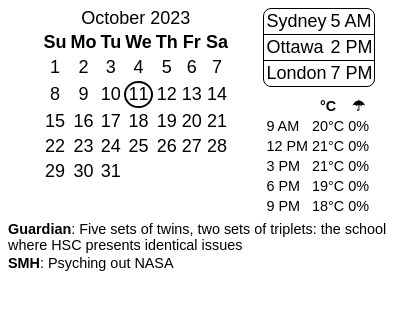 October 2023
Su Mo Tu We Th Fr Sa
1 2 3 4 5 6 7
8 9 10 11 12 13 14
15 16 17 18 19 20 21
22 23 24 25 26 27 28
29 30 31
Sydney 5 AM
Ottawa 2 PM
London 7 PM
°C ☂
9 AM 20°C 0%
12 PM 21°C 0%
3 PM 21°C 0%
6 PM 19°C 0%
9 PM 18°C 0%
Guardian: Five sets of twins, two sets of triplets: the school
where HSC presents identical issues
SMH: Psyching out NASA